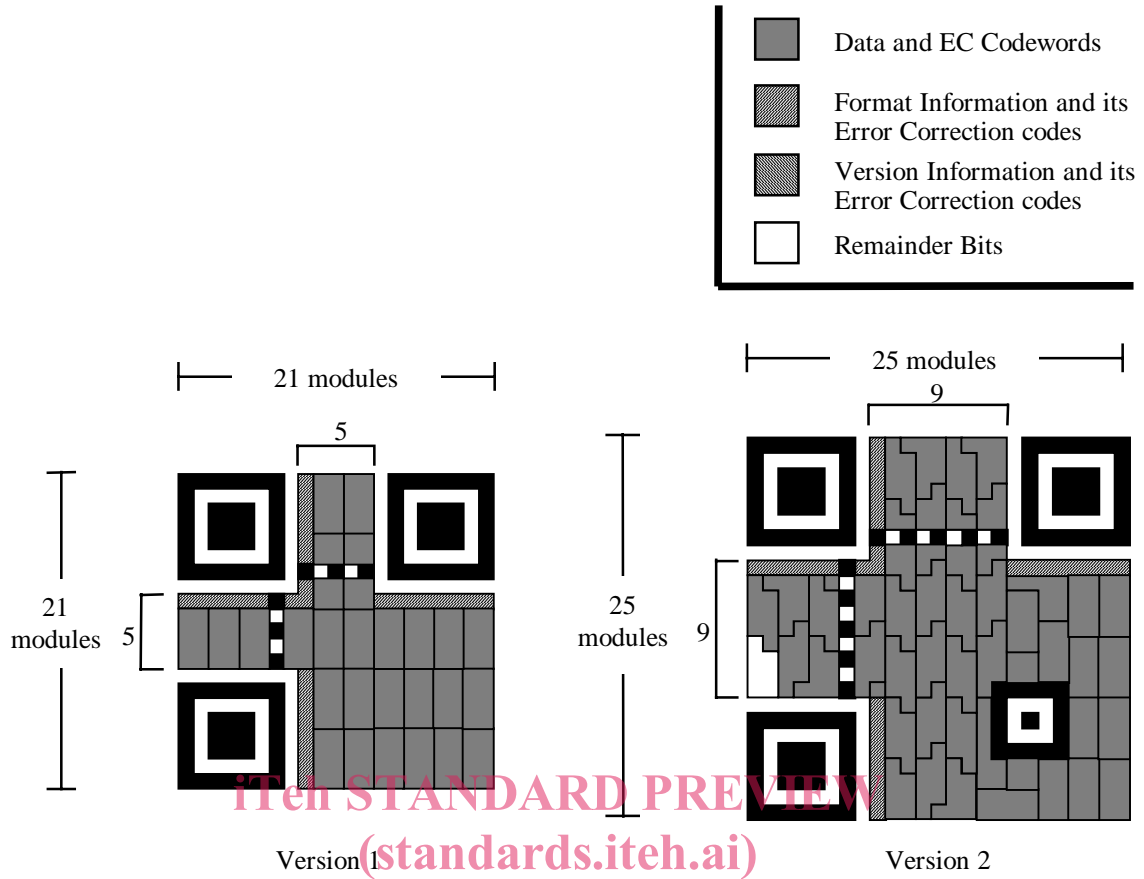 Data and EC Codewords
Format Information and its
Error Correction codes
Version Information and its
Error Correction codes
Remainder Bits
21 modules
5
21
modules
5
Version 1
25 modules
9
25
modules
9
Version 2
iTeh STANDARD PREVIEW
(standards.iteh.ai)